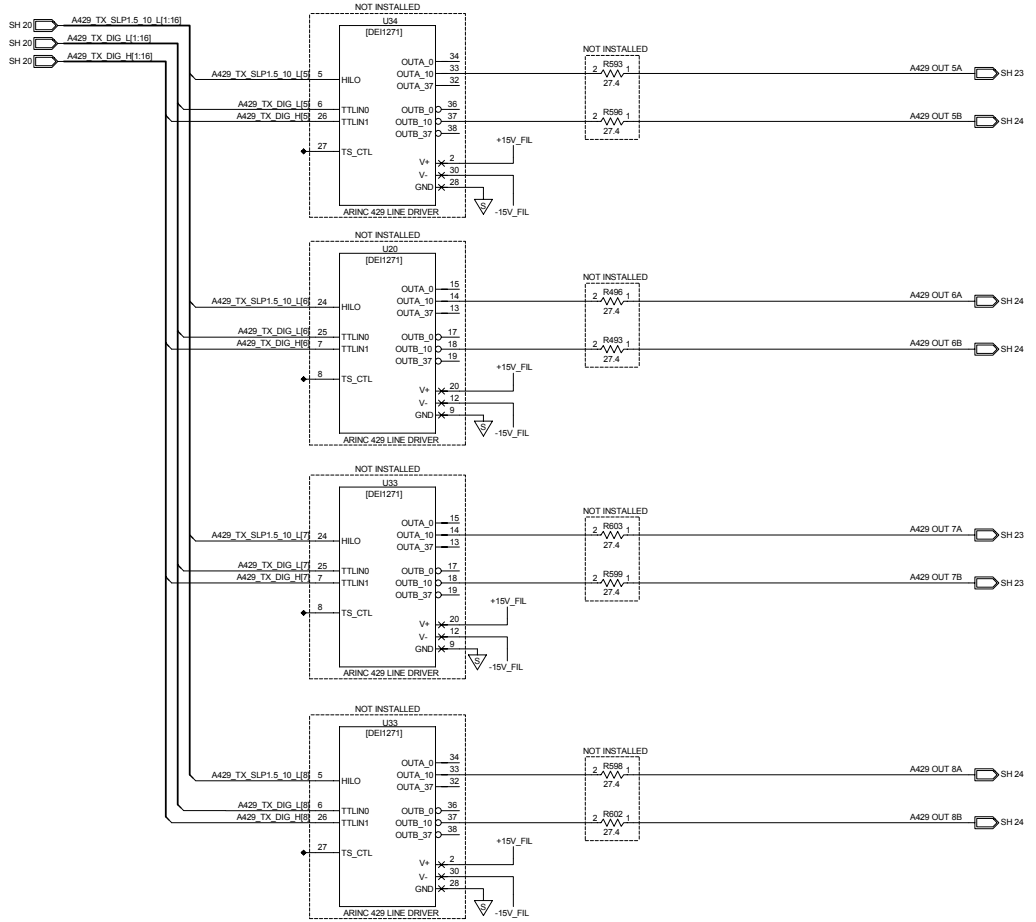 SH 20 A429_TX_SLP1.5_10_L[1:16]
SH 20 A429_TX_DIG_L[1:16]
SH 20 A429_TX_DIG_H[1:16]
NOT INSTALLED
U34
[DEI1271]
OUTA_0 34
A429_TX_SLP1.5_10_L[5] 5 HILO OUTA_10 33
OUTA_37 32
A429_TX_DIG_L[5] 6 TTLIN0 OUTB_0 36
A429_TX_DIG_H[5] 26 TTLIN1 OUTB_10 37
OUTB_37 38
27 TS_CTL
V+ 2 +15V_FIL
V- 30
GND 28 S -15V_FIL
ARINC 429 LINE DRIVER
NOT INSTALLED
2 R593 1 A429 OUT 5A SH 23
27.4
2 R596 1 A429 OUT 5B SH 24
27.4
NOT INSTALLED
U20
[DEI1271]
OUTA_0 15
A429_TX_SLP1.5_10_L[6] 24 HILO OUTA_10 14
OUTA_37 13
A429_TX_DIG_L[6] 25 TTLIN0 OUTB_0 17
A429_TX_DIG_H[6] 7 TTLIN1 OUTB_10 18
OUTB_37 19
8 TS_CTL
V+ 20 +15V_FIL
V- 12
GND 9 S -15V_FIL
ARINC 429 LINE DRIVER
NOT INSTALLED
2 R496 1 A429 OUT 6A SH 24
27.4
2 R493 1 A429 OUT 6B SH 24
27.4
NOT INSTALLED
U33
[DEI1271]
OUTA_0 15
A429_TX_SLP1.5_10_L[7] 24 HILO OUTA_10 14
OUTA_37 13
A429_TX_DIG_L[7] 25 TTLIN0 OUTB_0 17
A429_TX_DIG_H[7] 7 TTLIN1 OUTB_10 18
OUTB_37 19
8 TS_CTL
V+ 20 +15V_FIL
V- 12
GND 9 S -15V_FIL
ARINC 429 LINE DRIVER
NOT INSTALLED
2 R603 1 A429 OUT 7A SH 23
27.4
2 R599 1 A429 OUT 7B SH 23
27.4
NOT INSTALLED
U33
[DEI1271]
OUTA_0 34
A429_TX_SLP1.5_10_L[8] 5 HILO OUTA_10 33
OUTA_37 32
A429_TX_DIG_L[8] 6 TTLIN0 OUTB_0 36
A429_TX_DIG_H[8] 26 TTLIN1 OUTB_10 37
OUTB_37 38
27 TS_CTL
V+ 2 +15V_FIL
V- 30
GND 28 S -15V_FIL
ARINC 429 LINE DRIVER
NOT INSTALLED
2 R598 1 A429 OUT 8A SH 24
27.4
2 R602 1 A429 OUT 8B SH 24
27.4